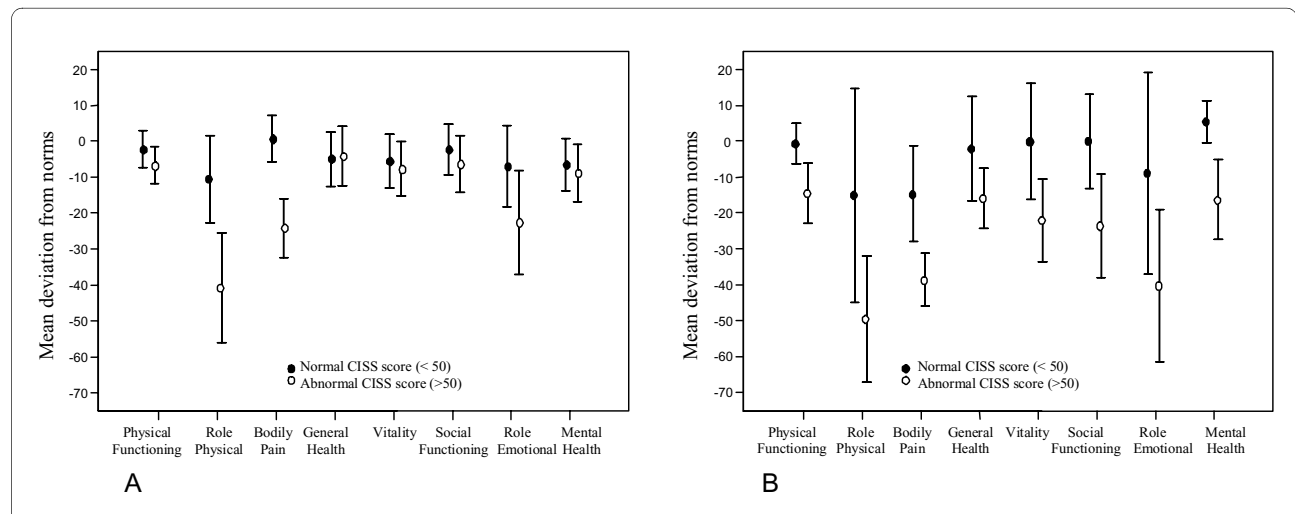 Mean deviation from norms
20
10
0
-10
-20
-30
-40
-50
-60
-70
Normal CISS score (< 50)
Abnormal CISS score (>50)
Physical Functioning
Role Physical
Bodily Pain
General Health
Vitality
Social Functioning
Role Emotional
Mental Health
A
Mean deviation from norms
20
10
0
-10
-20
-30
-40
-50
-60
-70
Normal CISS score (< 50)
Abnormal CISS score (>50)
Physical Functioning
Role Physical
Bodily Pain
General Health
Vitality
Social Functioning
Role Emotional
Mental Health
B